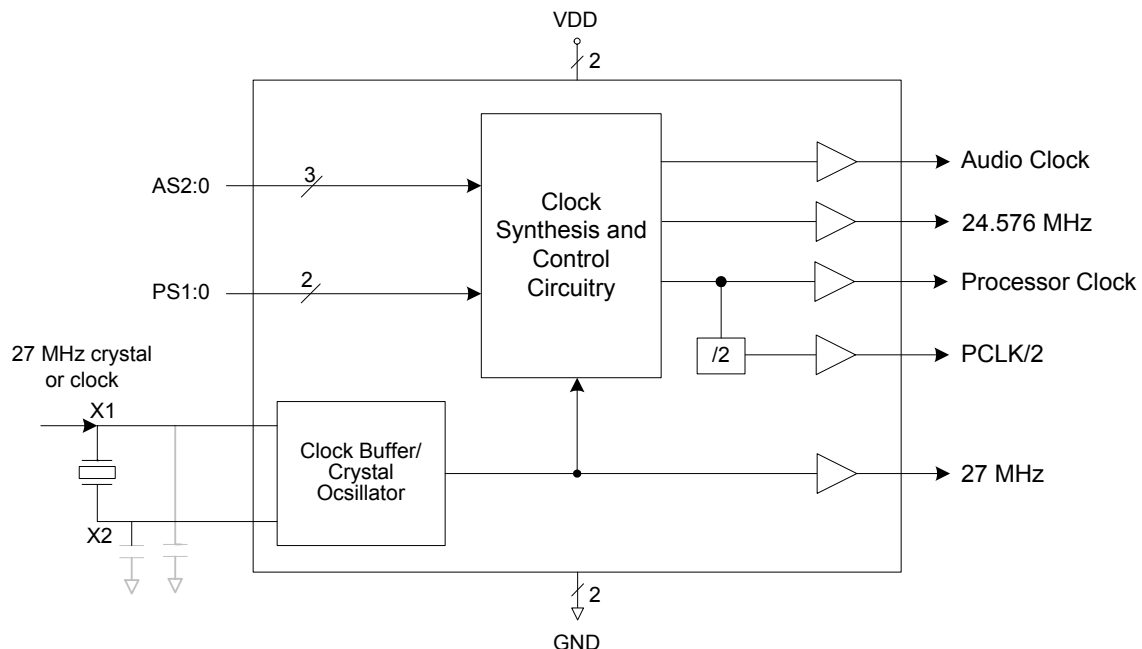 VDD
2
AS2:0
3
PS1:0
2
Clock
Synthesis and
Control
Circuitry
Audio Clock
24.576 MHz
Processor Clock
/2
PCLK/2
27 MHz crystal
or clock
X1
X2
Clock Buffer/
Crystal
Ocsillator
27 MHz
2
GND